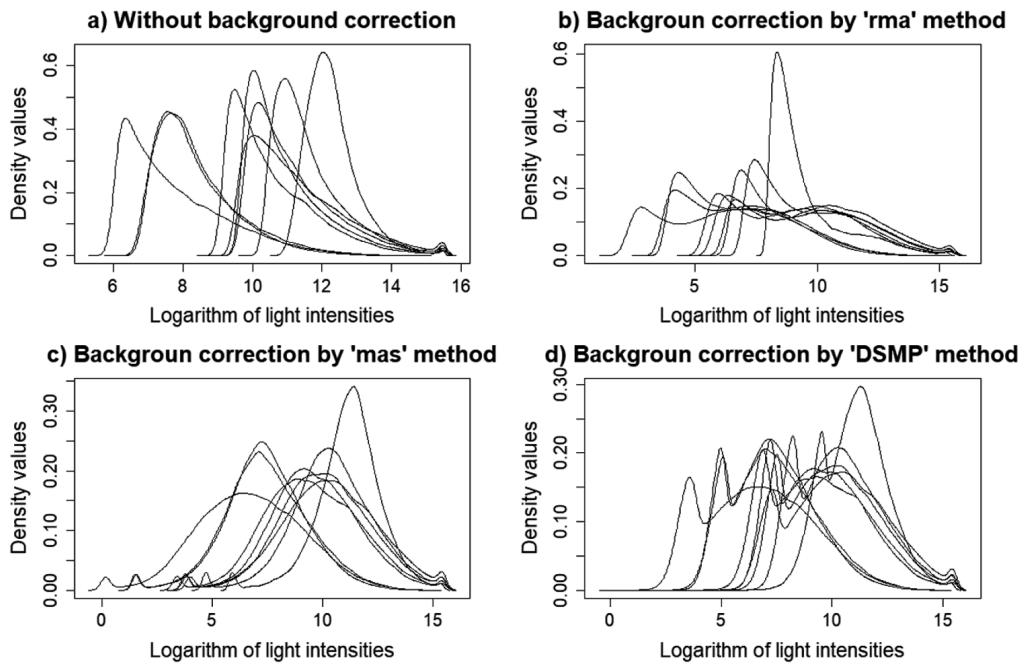 a) Without background correction
0.0 0.2 0.4 0.6
Density values
6 8 10 12 14 16
Logarithm of light intensities
b) Backgroun correction by 'rma' method
0.0 0.2 0.4 0.6
Density values
5 10 15
Logarithm of light intensities
c) Backgroun correction by 'mas' method
0.00 0.10 0.20 0.30
Density values
0 5 10 15
Logarithm of light intensities
d) Backgroun correction by 'DSMP' method
0.00 0.10 0.20 0.30
Density values
0 5 10 15
Logarithm of light intensities